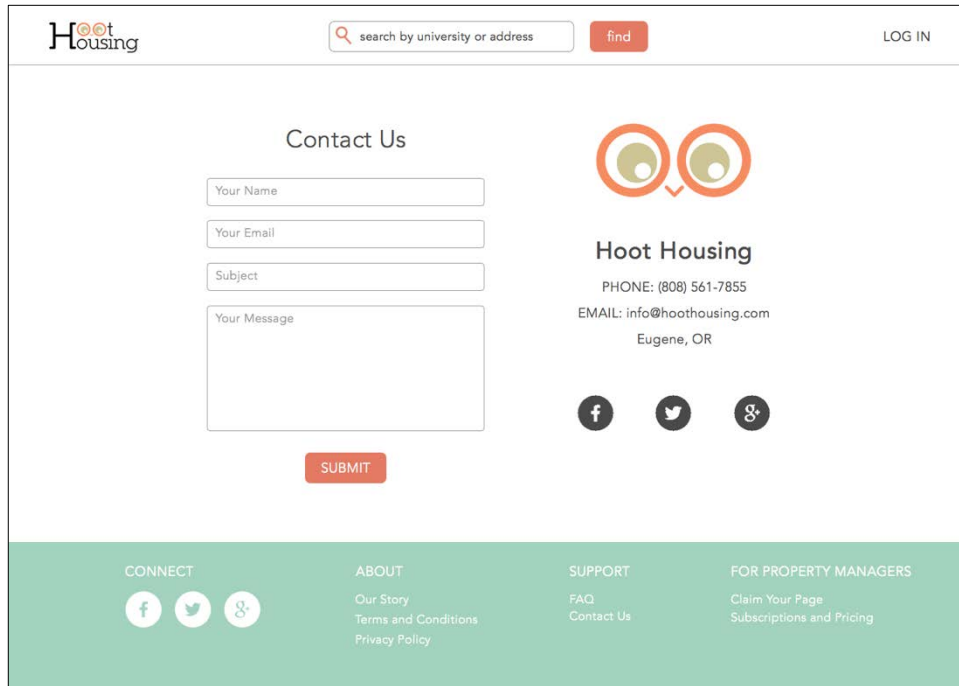 Hoot
Housing
search by university or address
find
LOG IN
Contact Us
Your Name
Your Email
Subject
Your Message
SUBMIT
Hoot Housing
PHONE: (808) 561-7855
EMAIL: info@hoothousing.com
Eugene, OR
f
g+
CONNECT
f
g+
ABOUT
Our Story
Terms and Conditions
Privacy Policy
SUPPORT
FAQ
Contact Us
FOR PROPERTY MANAGERS
Claim Your Page
Subscriptions and Pricing